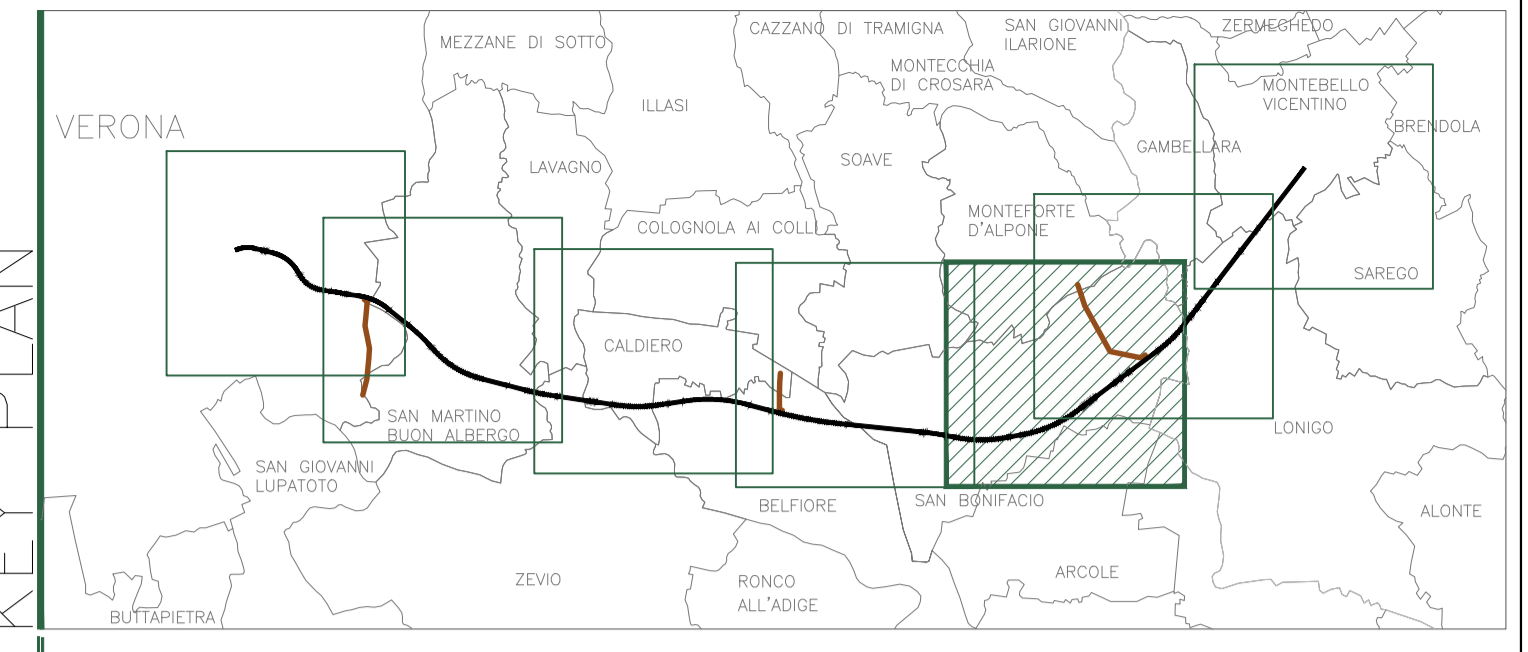 KEY PLAN
MEZZANE DI SOTTO
CAZZANO DI TRAMIGNA
SAN GIOVANNI
ILARIONE
ZERMEGHEDO
MONTECCHIA
DI CROSARA
MONTEBELLO
VICENTINO
ILLASI
BRENDOLA
VERONA
LAVAGNO
SOAVE
GAMBELLARA
COLOGNOLA AI COLLI
MONTEFORTE
D'ALPONE
SAREGO
CALDIERO
SAN MARTINO
BUON ALBERGO
LONIGO
SAN GIOVANNI
LUPATOTO
BELFIORE
SAN BONIFACIO
ALONTE
ZEVIO
RONCO
ALL'ADIGE
ARCOLE
BUTTAPIETRA